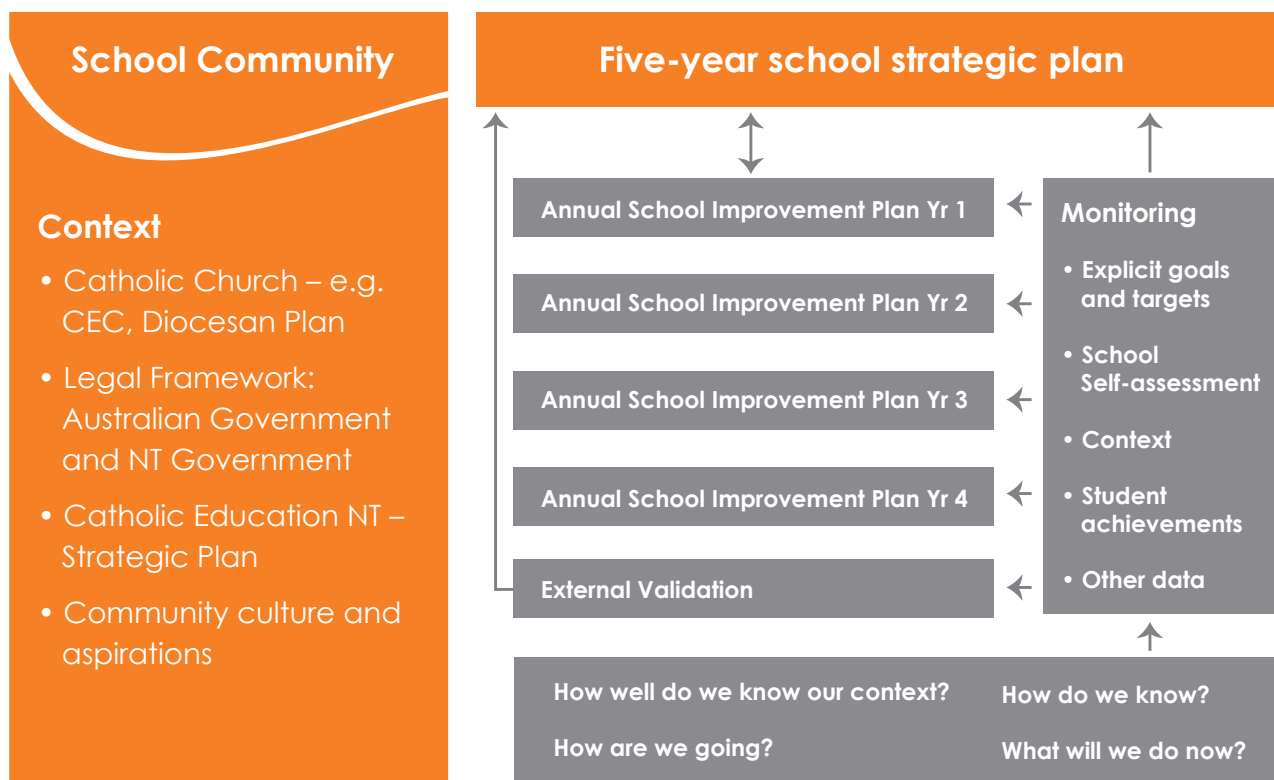 School Community
Context
• Catholic Church – e.g.
CEC, Diocesan Plan
• Legal Framework:
Australian Government
and NT Government
• Catholic Education NT –
Strategic Plan
• Community culture and
aspirations
Five-year school strategic plan
Annual School Improvement Plan Yr 1
Annual School Improvement Plan Yr 2
Annual School Improvement Plan Yr 3
Annual School Improvement Plan Yr 4
External Validation
Monitoring
• Explicit goals
and targets
• School
Self-assessment
• Context
• Student
achievements
• Other data
How well do we know our context?
How do we know?
How are we going?
What will we do now?